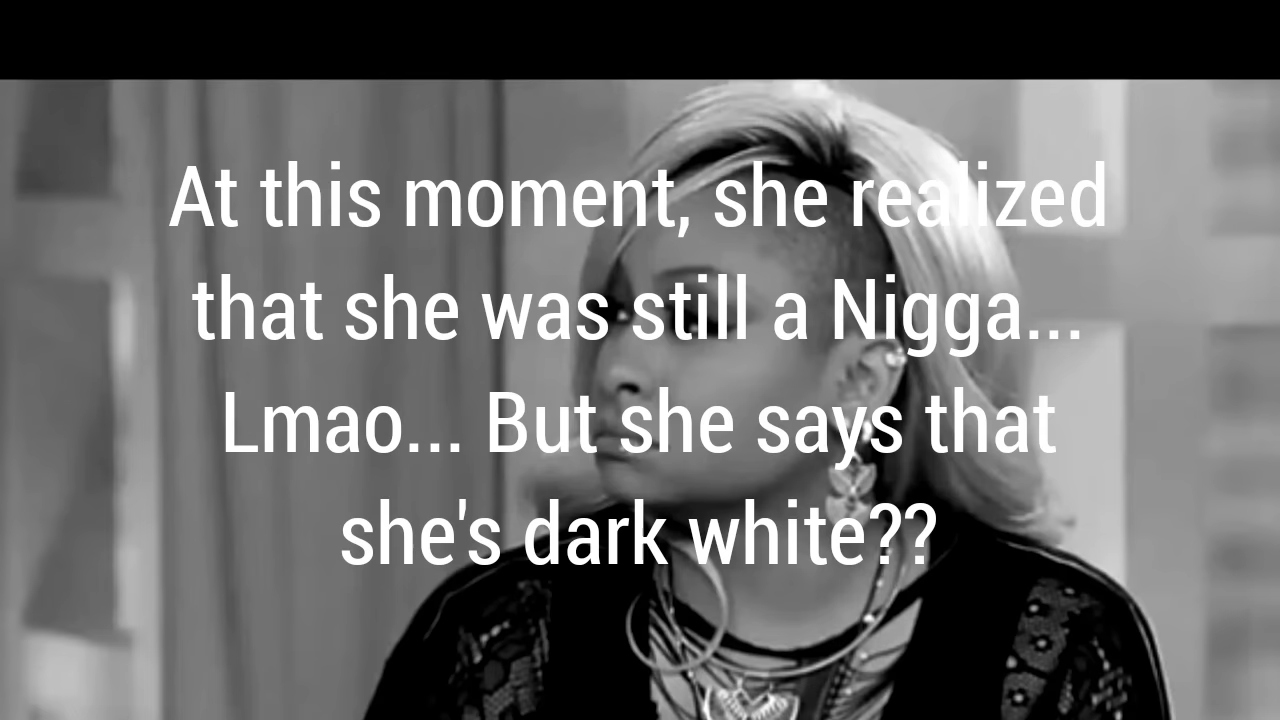 At this moment, she realized
that she was still a Nigga...
Lmao... But she says that
she's dark white??